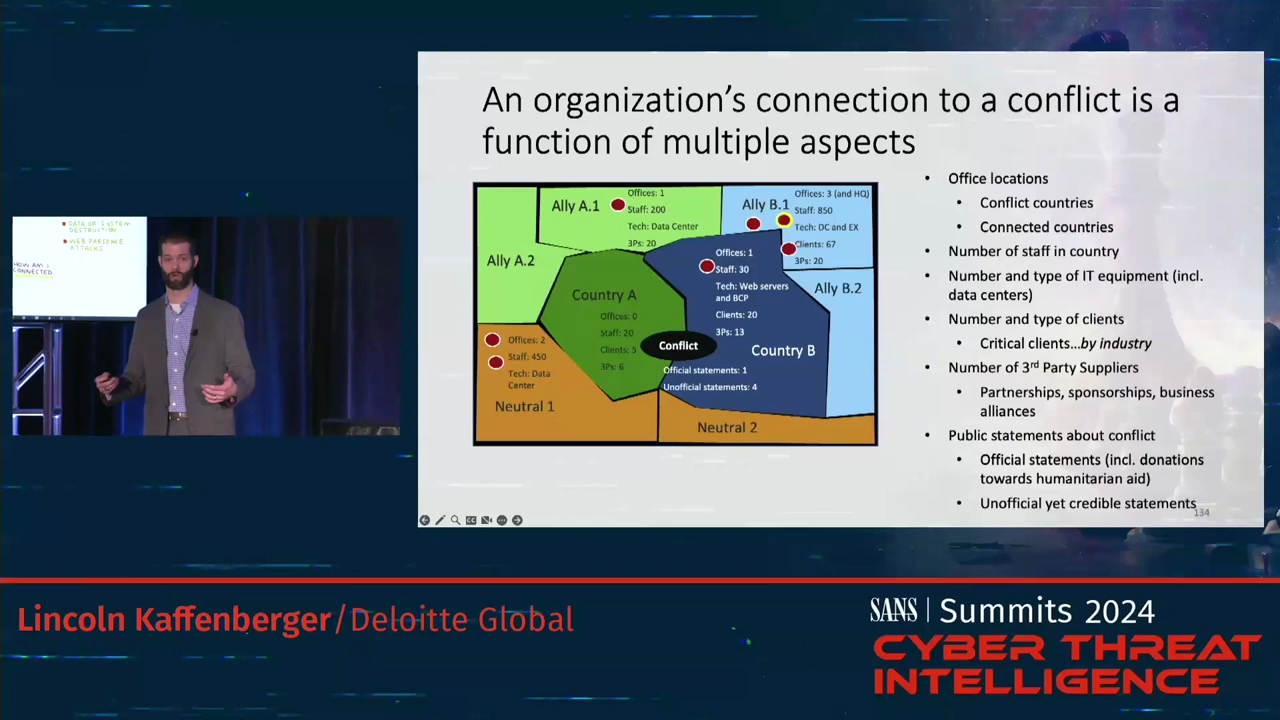 An organization's connection to a conflict is a
function of multiple aspects
DATA OR SYSTEM
DESTRUCTION
WEB PRESENCE
ATTACKS
HOW AM I
CONNECTED
Ally A.1
Offices: 1
Staff: 200
Tech: Data Center
3Ps: 20
Ally B.1
Offices: 3 (and HQ)
Staff: 850
Tech: DC and EX
Clients: 67
3Ps: 20
Ally A.2
Country A
Offices: 0
Staff: 20
Clients: 5
3Ps: 6
Offices: 1
Staff: 30
Tech: Web servers
and BCP
Clients: 20
3Ps: 13
Ally B.2
Conflict
Country B
Official statements: 1
Unofficial statements: 4
Offices: 2
Staff: 450
Tech: Data
Center
Neutral 1
Neutral 2
• Office locations
• Conflict countries
• Connected countries
• Number of staff in country
• Number and type of IT equipment (incl.
data centers)
• Number and type of clients
• Critical clients...by industry
• Number of 3rd Party Suppliers
• Partnerships, sponsorships, business
alliances
• Public statements about conflict
• Official statements (incl. donations
towards humanitarian aid)
• Unofficial yet credible statements
134
Lincoln Kaffenberger/Deloitte Global
SANS | Summits 2024
CYBER THREAT
INTELLIGENCE